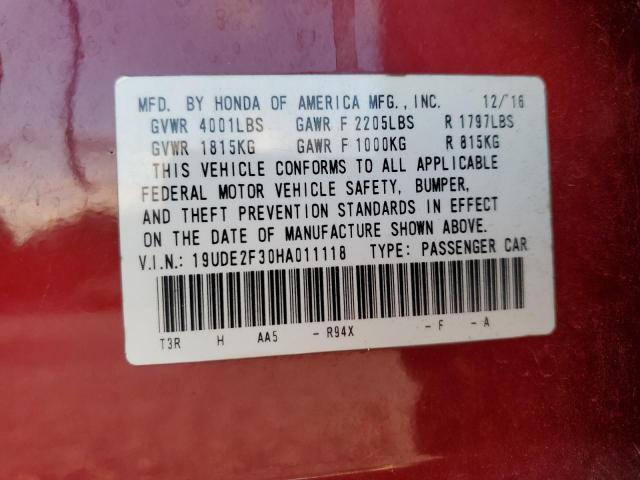 MFD. BY HONDA OF AMERICA MFG., INC. 12/16
GVWR 4001LBS GAWR F 2205LBS R 1797LBS
GVWR 1815KG GAWR F 1000KG R 815KG
THIS VEHICLE CONFORMS TO ALL APPLICABLE
FEDERAL MOTOR VEHICLE SAFETY, BUMPER,
AND THEFT PREVENTION STANDARDS IN EFFECT
ON THE DATE OF MANUFACTURE SHOWN ABOVE.
V.I.N.: 19UDE2F30HA011118 TYPE: PASSENGER CAR
T3R H AA5 - R94X - F - A